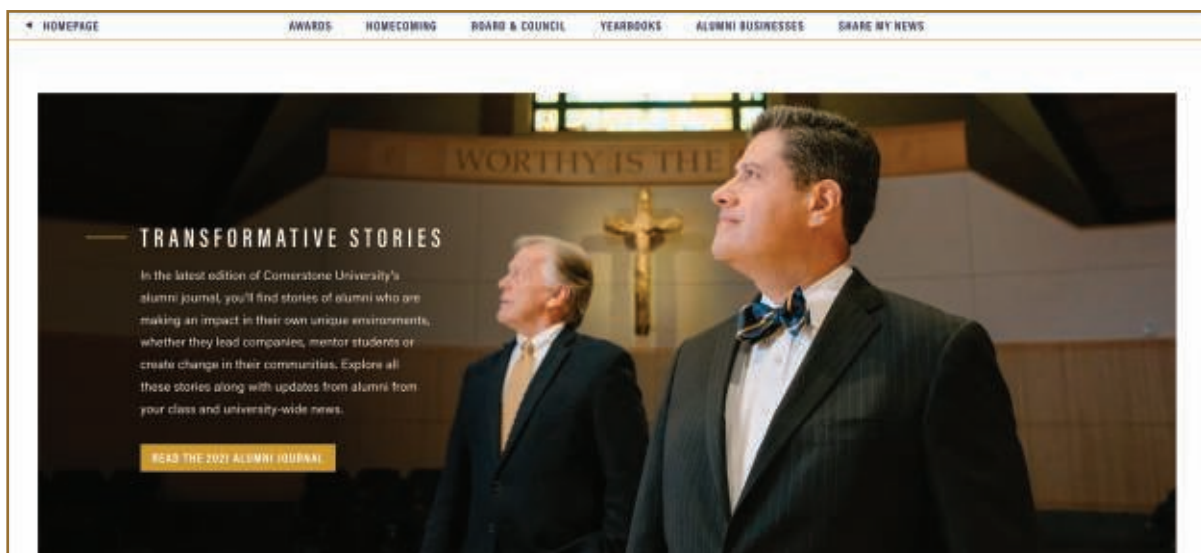 HOMEPAGE
AWARDS
HOMECOMING
BOARD & COUNCIL
YEARBOOKS
ALUMNI BUSINESSES
SHARE MY NEWS
WORTHY IS THE
TRANSFORMATIVE STORIES
In the latest edition of Cornerstone University's
alumni journal, you'll find stories of alumni who are
making an impact in their own unique environments,
whether they lead companies, mentor students or
create change in their communities. Explore all
these stories along with updates from alumni from
your class and university-wide news.
READ THE 2021 ALUMNI JOURNAL